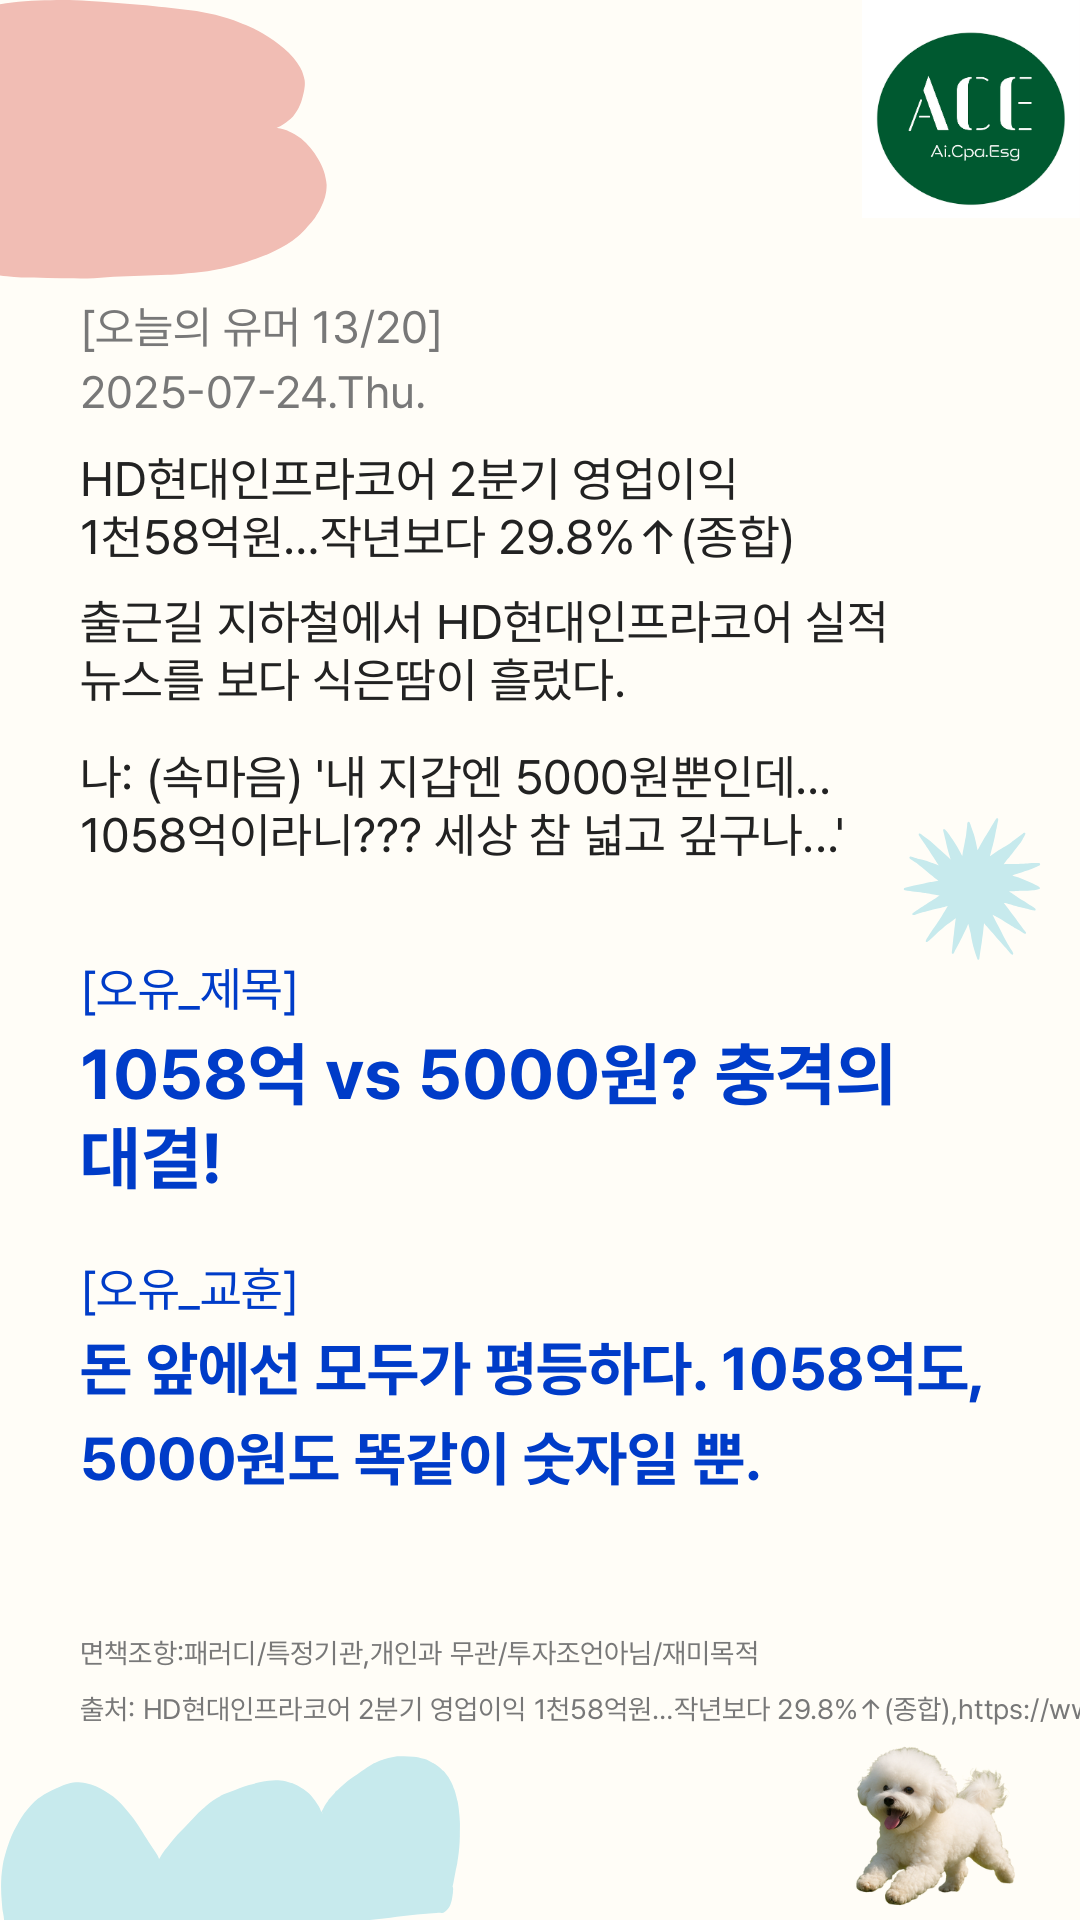 ACE
Ai.Cpa.Esg
[오늘의 유머 13/20]
2025-07-24.Thu.
HD현대인프라코어 2분기 영업이익
1천58억원...작년보다 29.8%↑(종합)
출근길 지하철에서 HD현대인프라코어 실적
뉴스를 보다 식은땀이 흘렀다.
나: (속마음) '내 지갑엔 5000원뿐인데...
1058억이라니??? 세상 참 넓고 깊구나...'
[오유_제목]
1058억 vs 5000원? 충격의
대결!
[오유_교훈]
돈 앞에선 모두가 평등하다. 1058억도,
5000원도 똑같이 숫자일 뿐.
면책조항:패러디/특정기관,개인과 무관/투자조언아님/재미목적
출처: HD현대인프라코어 2분기 영업이익 1천58억원...작년보다 29.8%↑(종합),https://ww